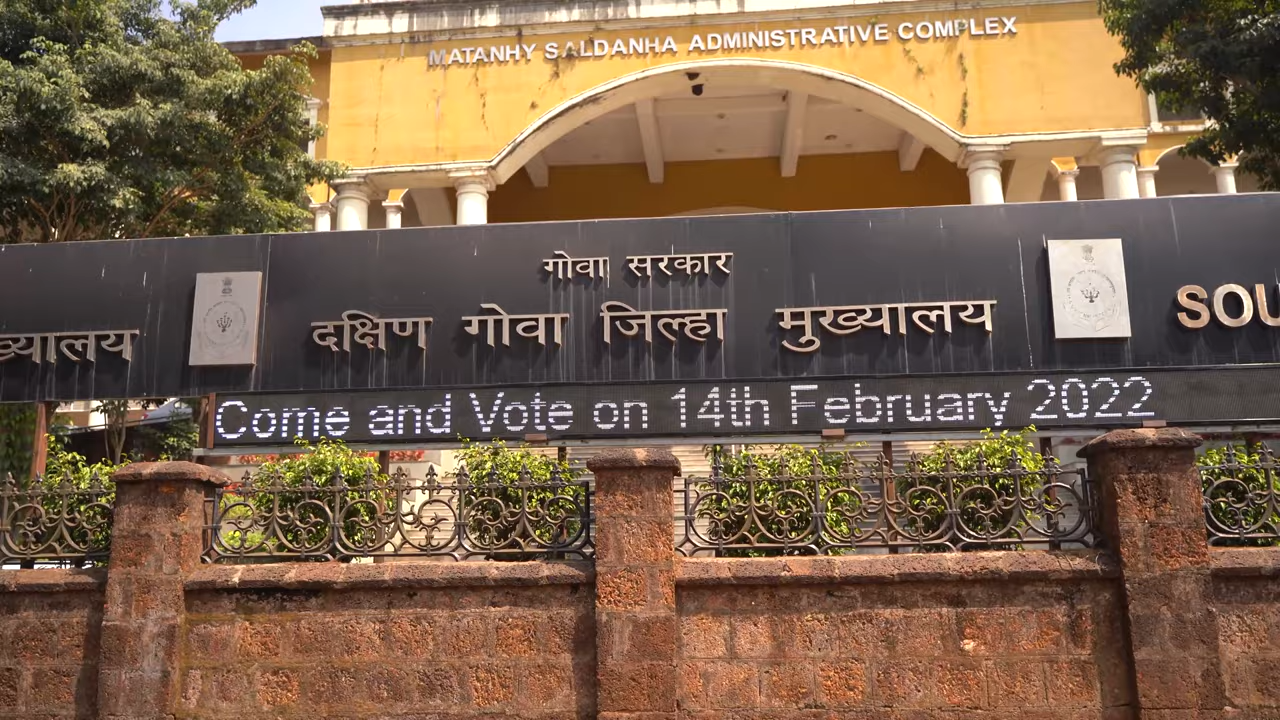 MATANHY SALDANHA ADMINISTRATIVE COMPLEX
गोवा सरकार
दक्षिण गोवा जिल्हा मुख्यालय
Come and Vote on 14th February 2022